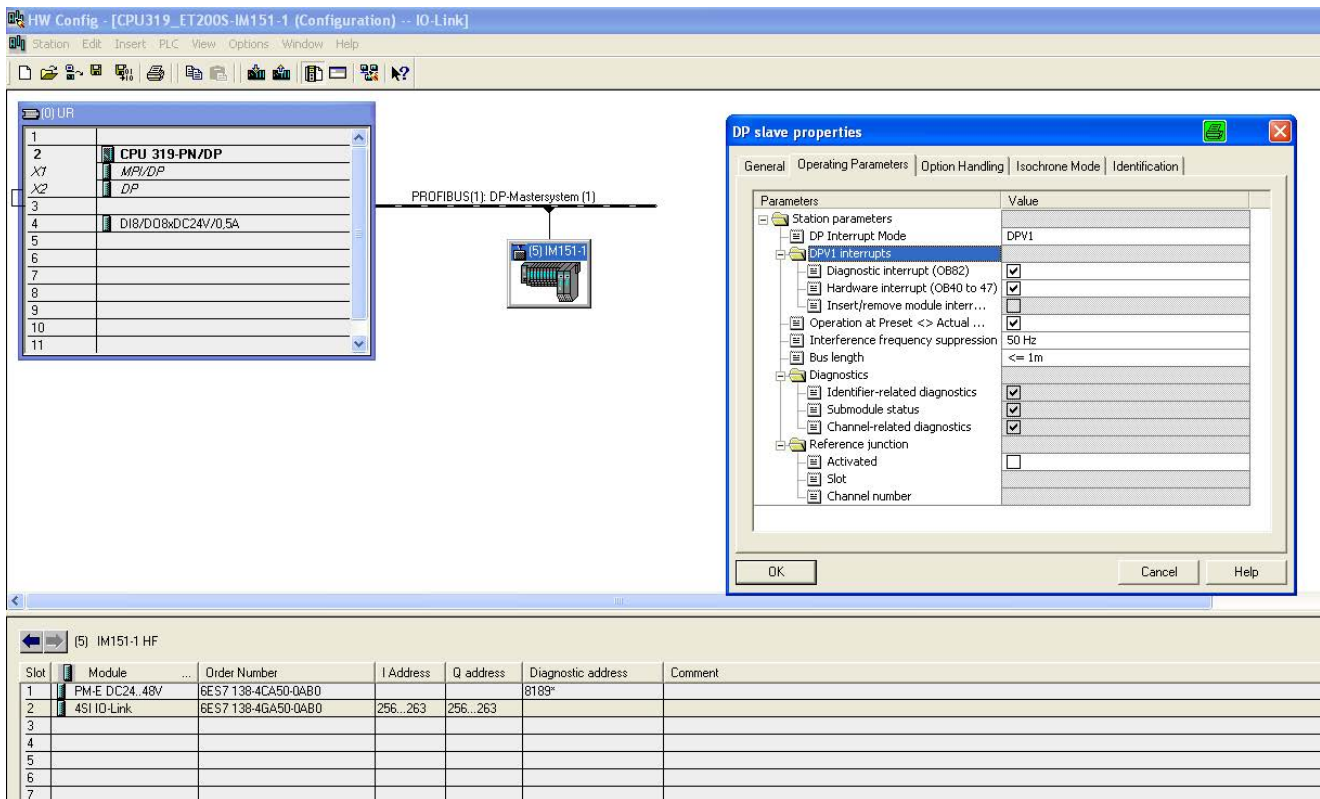 HW Config - [CPU319_ET200S-IM151-1 (Configuration) -- IO-Link]
Station Edit Insert PLC View Options Window Help
(0) UR
1
2 CPU 319-PN/DP
X1 MPI/DP
X2 DP
3
4 DI8/DO8xDC24V/0,5A
5
6
7
8
9
10
11
PROFIBUS(1): DP-Mastersystem (1)
(5) IM151-1
DP slave properties
General Operating Parameters Option Handling Isochrone Mode Identification
Parameters Value
Station parameters
DP Interrupt Mode DPV1
DPV1 interrupts
Diagnostic interrupt (OB82)
Hardware interrupt (OB40 to 47)
Insert/remove module interr...
Operation at Preset <> Actual ...
Interference frequency suppression 50 Hz
Bus length <= 1m
Diagnostics
Identifier-related diagnostics
Submodule status
Channel-related diagnostics
Reference junction
Activated
Slot
Channel number
OK Cancel Help
(5) IM151-1 HF
Slot Module ... Order Number I Address Q address Diagnostic address Comment
1 PM-E DC24..48V 6ES7 138-4CA50-0AB0 8189*
2 4SI IO-Link 6ES7 138-4GA50-0AB0 256...263 256...263
3
4
5
6
7